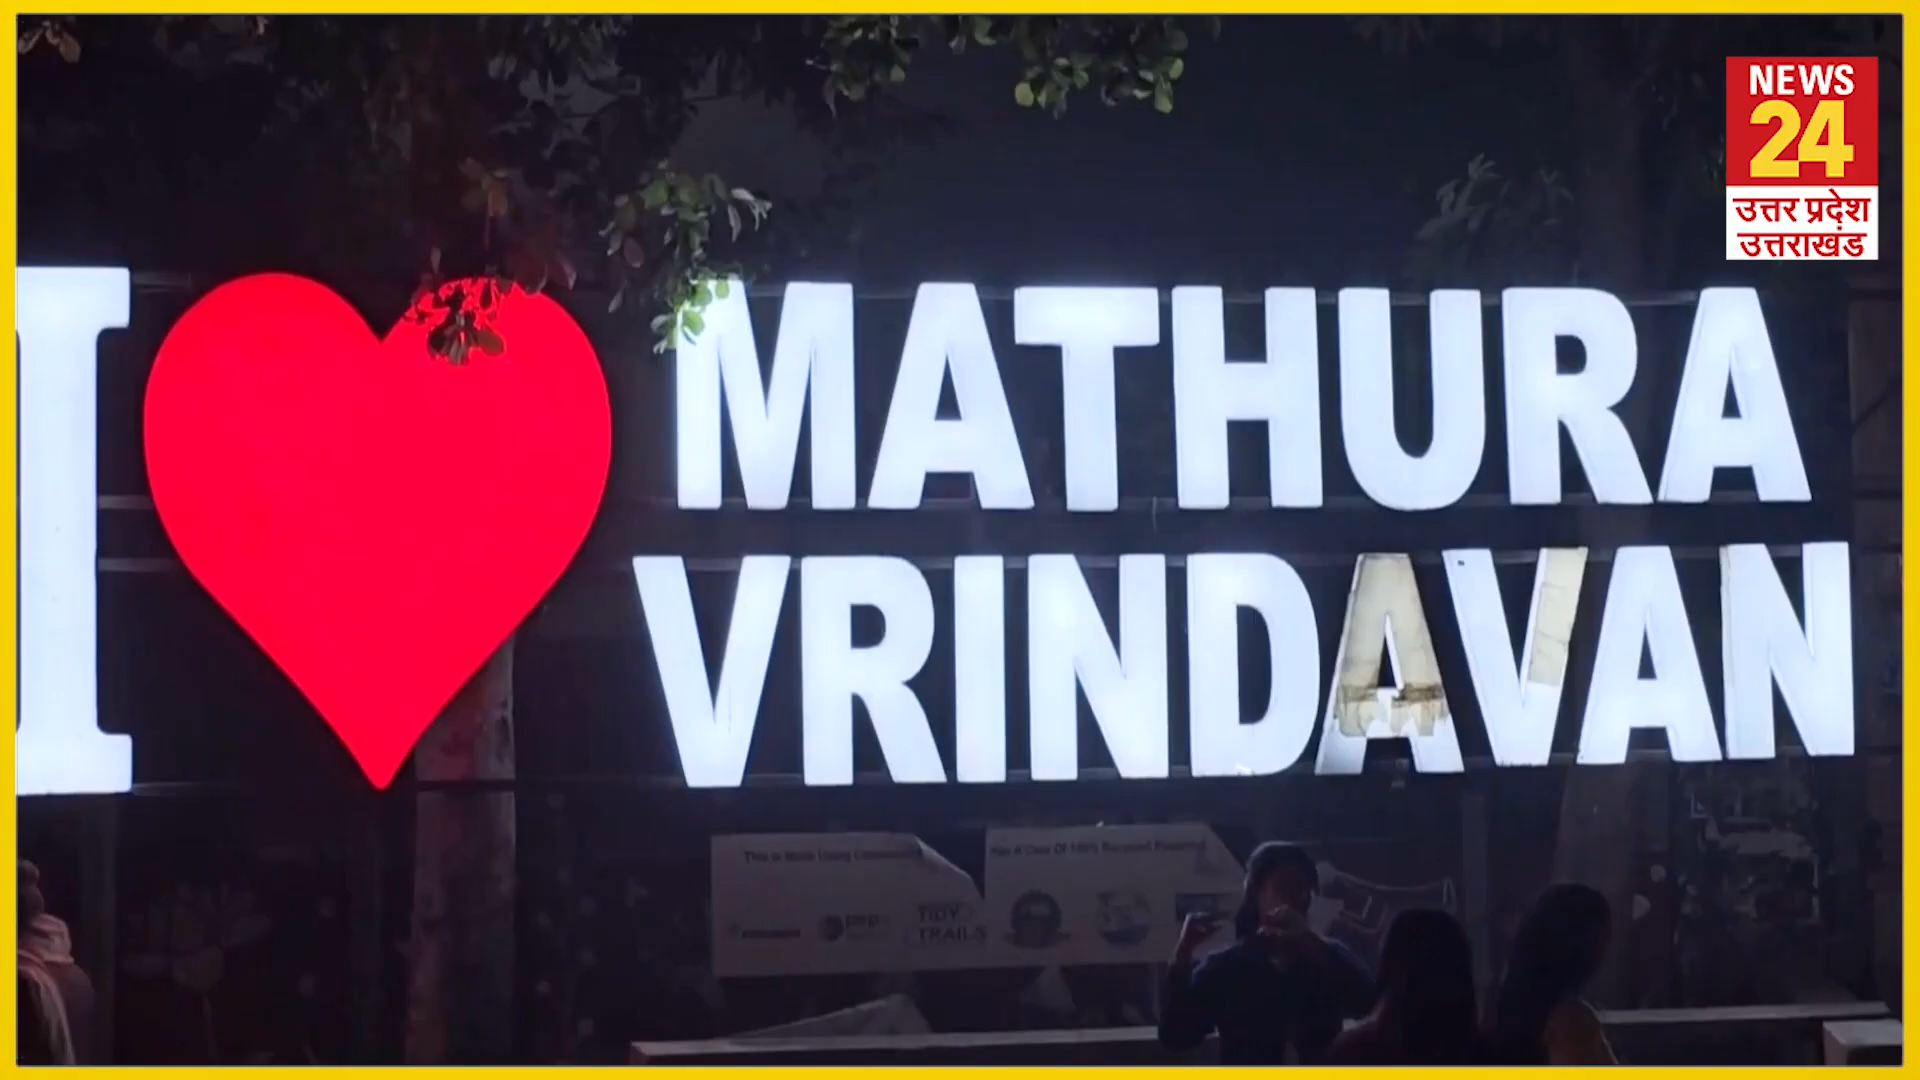 NEWS
24
उत्तर प्रदेश
उत्तराखंड
I MATHURA
VRINDAVAN
TIDY
TRAILS